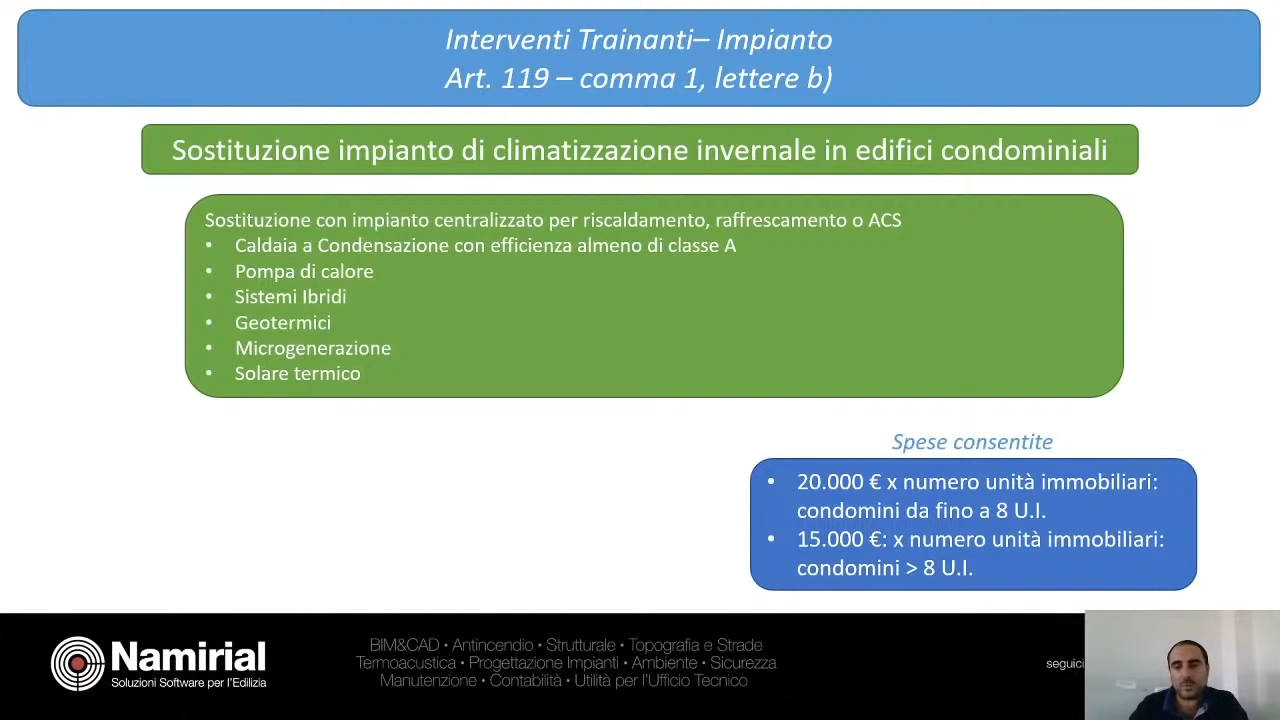 Interventi Trainanti– Impianto
Art. 119 – comma 1, lettere b)
Sostituzione impianto di climatizzazione invernale in edifici condominiali
Sostituzione con impianto centralizzato per riscaldamento, raffrescamento o ACS
• Caldaia a Condensazione con efficienza almeno di classe A
• Pompa di calore
• Sistemi Ibridi
• Geotermici
• Microgenerazione
• Solare termico
Spese consentite
• 20.000 € x numero unità immobiliari:
condomini da fino a 8 U.I.
• 15.000 €: x numero unità immobiliari:
condomini > 8 U.I.
Namirial
Soluzioni Software per l'Edilizia
BIM&CAD • Antincendio • Strutturale • Topografia e Strade
Termoacustica • Progettazione Impianti • Ambiente • Sicurezza
Manutenzione • Contabilità • Utilità per l'Ufficio Tecnico
seguici